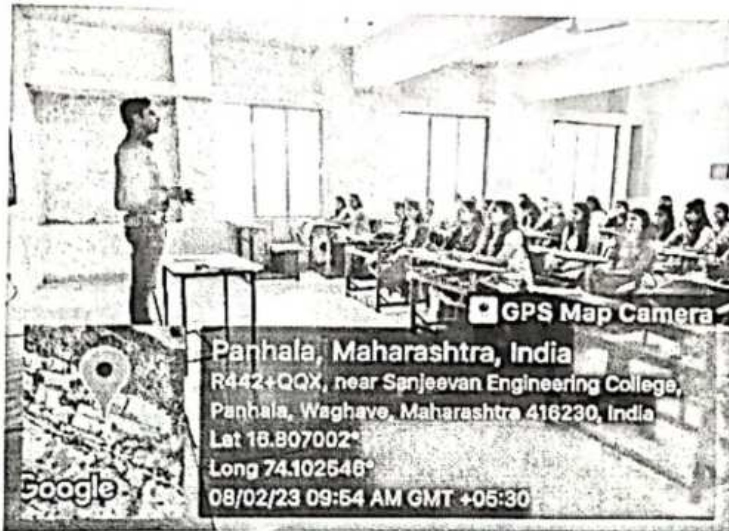 GPS Map Camera
Panhala, Maharashtra, India
R442+QQX, near Sanjeevan Engineering College,
Panhala, Waghave, Maharashtra 416230, India
Lat 16.807002°
Long 74.102546°
08/02/23 09:54 AM GMT +05:30
Google